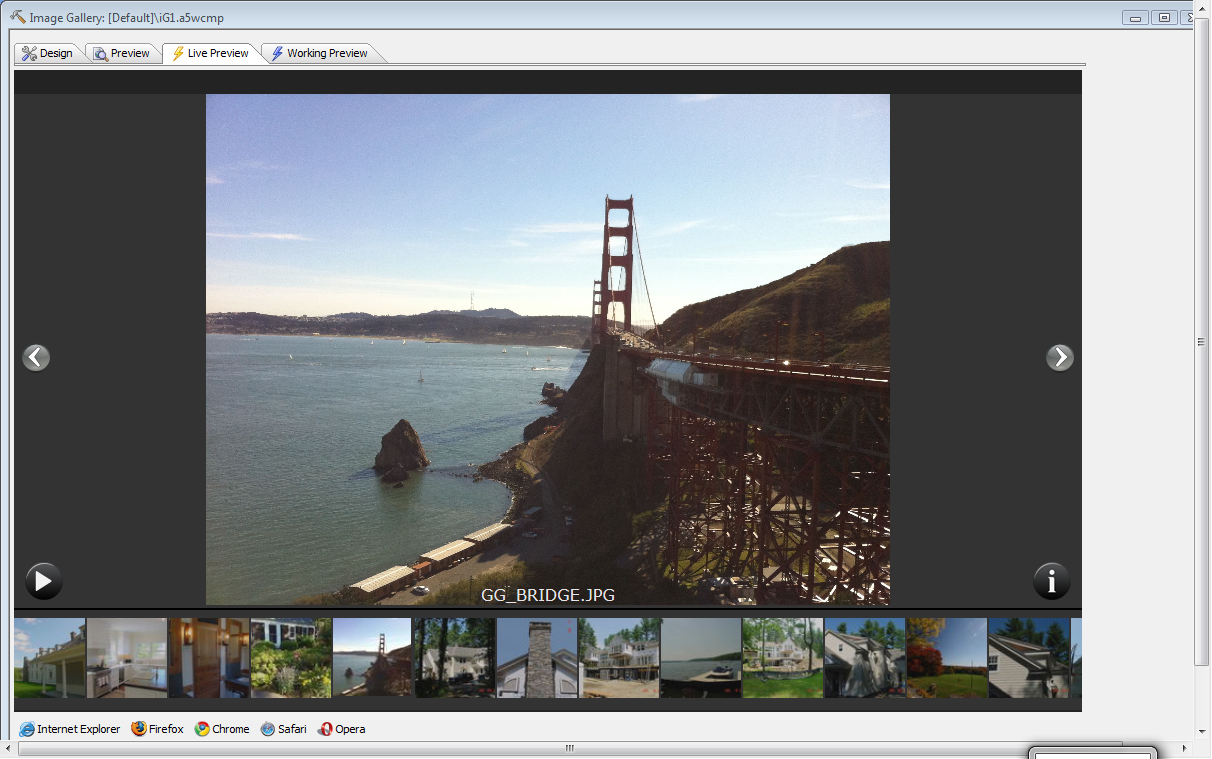 Image Gallery: [Default]\iG1.a5wcmp
Design Preview Live Preview Working Preview
GG_BRIDGE.JPG
Internet Explorer Firefox Chrome Safari Opera